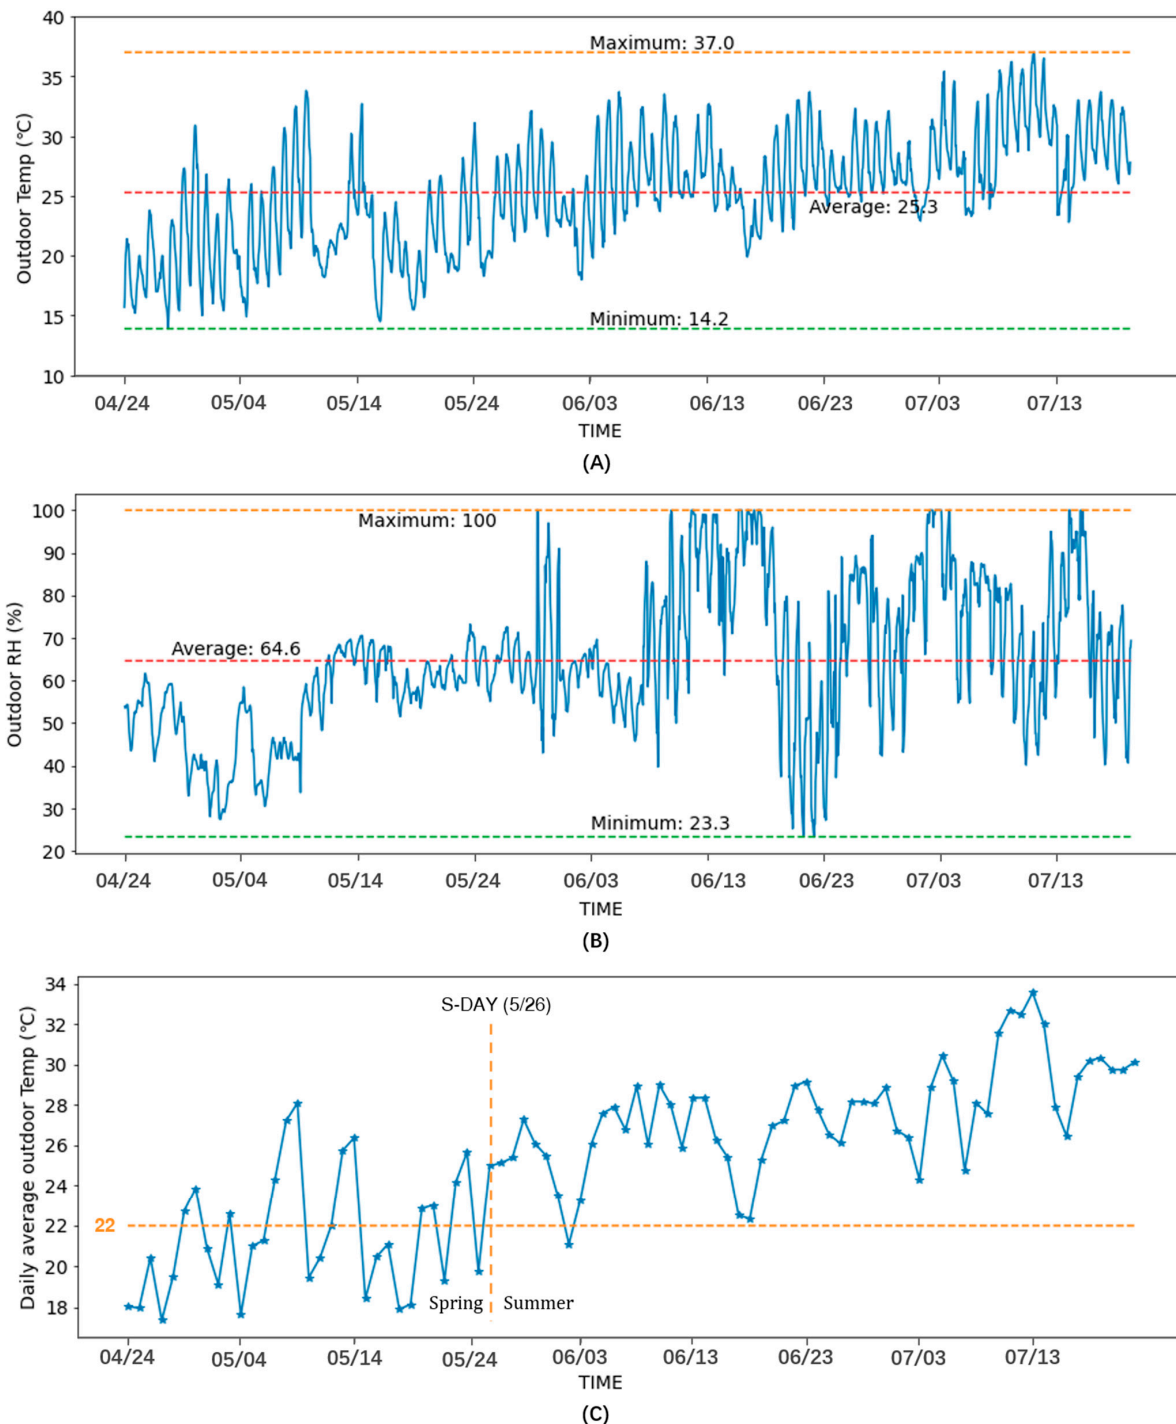 40
Maximum: 37.0
35
30
25
Average: 25.3
20
15
Minimum: 14.2
10
Outdoor Temp (℃)
04/24 05/04 05/14 05/24 06/03 06/13 06/23 07/03 07/13
TIME
(A)
100
Maximum: 100
90
80
70
Average: 64.6
60
50
40
30
Minimum: 23.3
20
Outdoor RH (%)
04/24 05/04 05/14 05/24 06/03 06/13 06/23 07/03 07/13
TIME
(B)
34
S-DAY (5/26)
32
30
28
26
24
22 22
20
18
Spring Summer
Daily average outdoor Temp (℃)
04/24 05/04 05/14 05/24 06/03 06/13 06/23 07/03 07/13
TIME
(C)